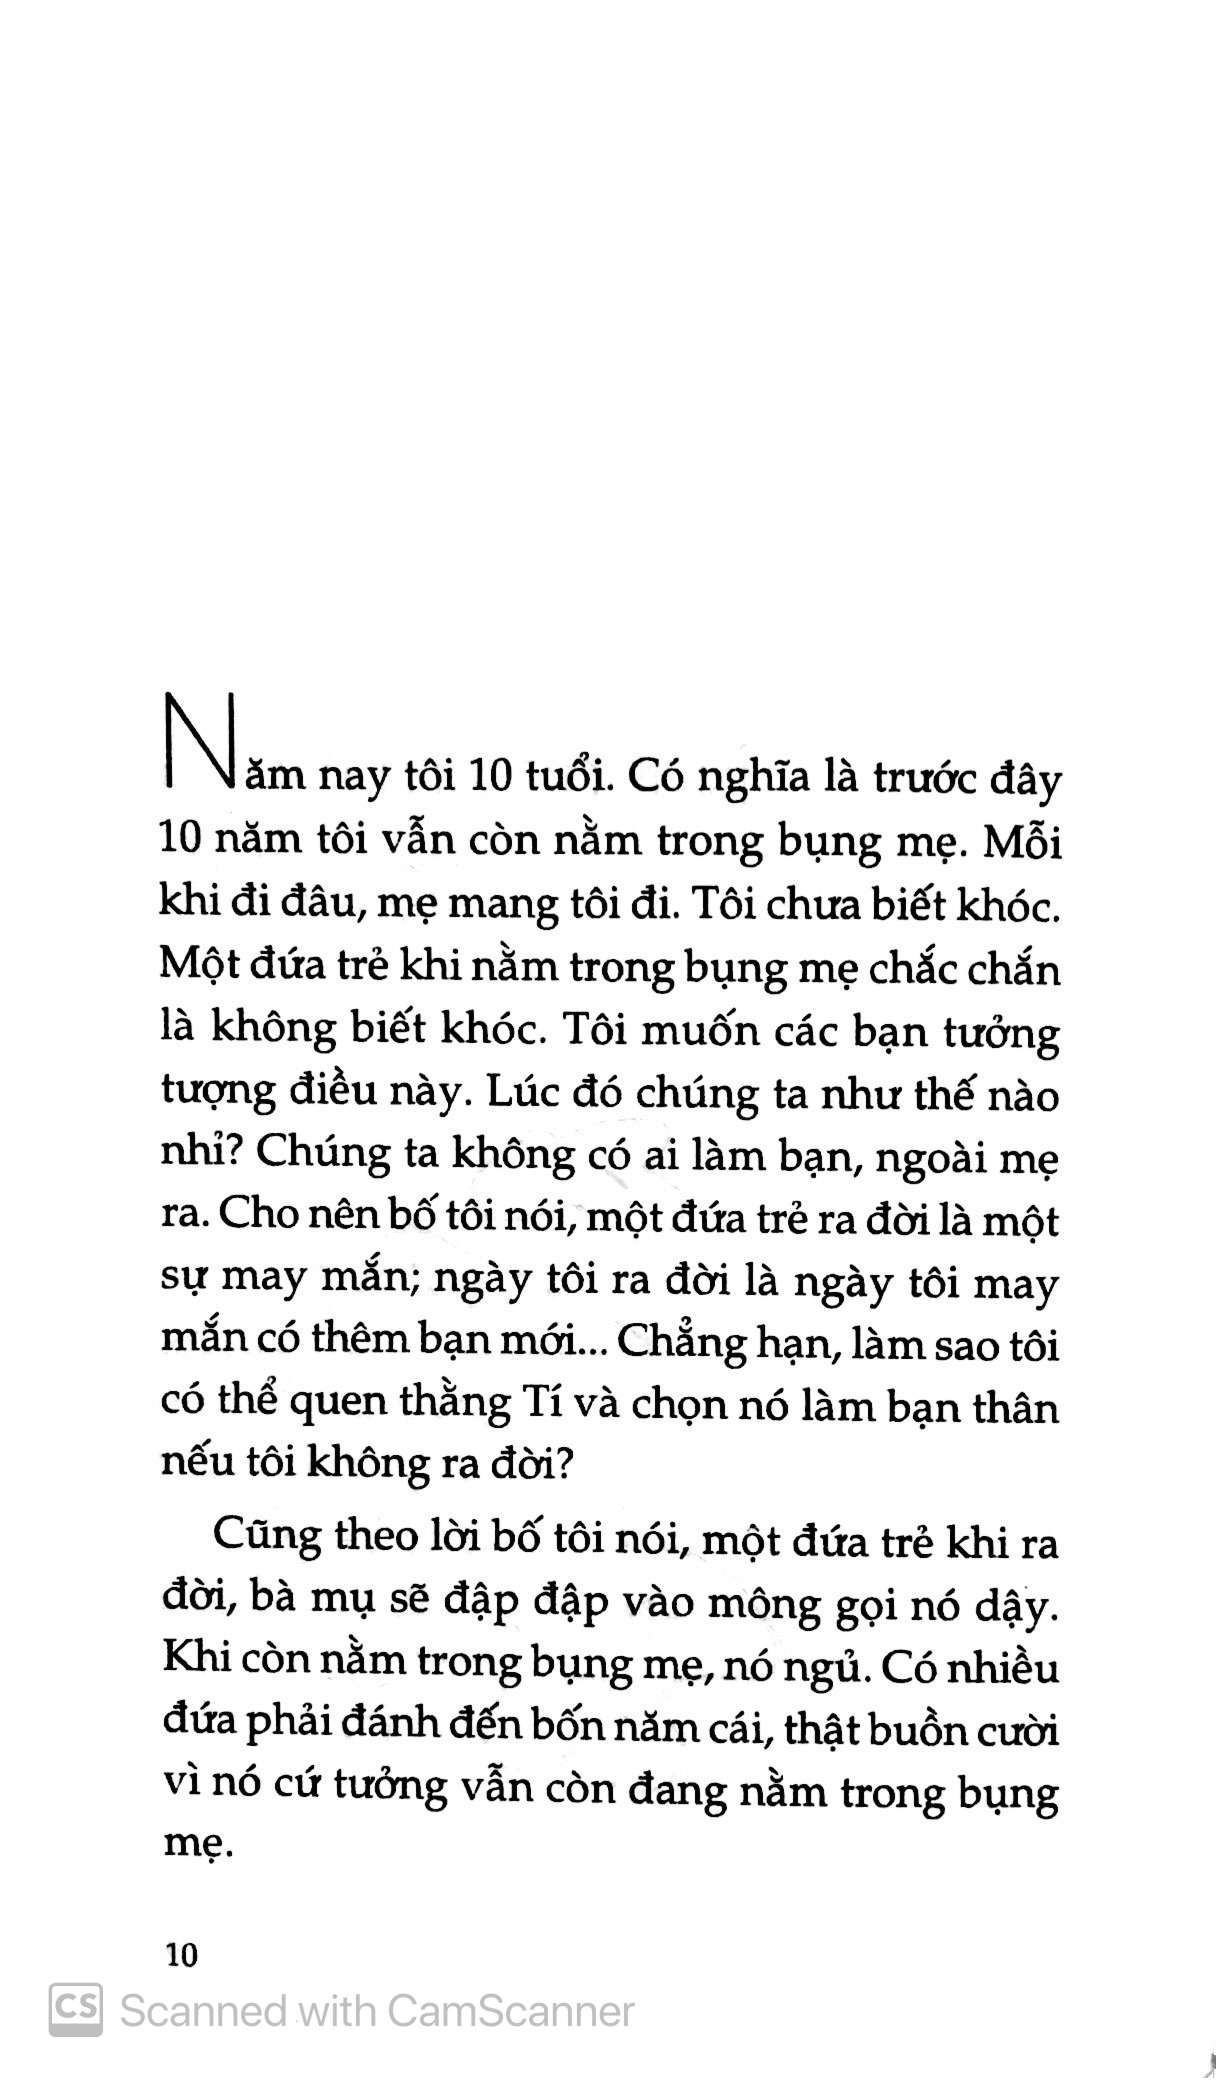 Năm nay tôi 10 tuổi. Có nghĩa là trước đây
10 năm tôi vẫn còn nằm trong bụng mẹ. Mỗi
khi đi đâu, mẹ mang tôi đi. Tôi chưa biết khóc.
Một đứa trẻ khi nằm trong bụng mẹ chắc chắn
là không biết khóc. Tôi muốn các bạn tưởng
tượng điều này. Lúc đó chúng ta như thế nào
nhỉ? Chúng ta không có ai làm bạn, ngoài mẹ
ra. Cho nên bố tôi nói, một đứa trẻ ra đời là một
sự may mắn; ngày tôi ra đời là ngày tôi may
mắn có thêm bạn mới... Chẳng hạn, làm sao tôi
có thể quen thằng Tí và chọn nó làm bạn thân
nếu tôi không ra đời?
Cũng theo lời bố tôi nói, một đứa trẻ khi ra
đời, bà mụ sẽ đập đập vào mông gọi nó dậy.
Khi còn nằm trong bụng mẹ, nó ngủ. Có nhiều
đứa phải đánh đến bốn năm cái, thật buồn cười
vì nó cứ tưởng vẫn còn đang nằm trong bụng
mẹ.
10
CS Scanned with CamScanner